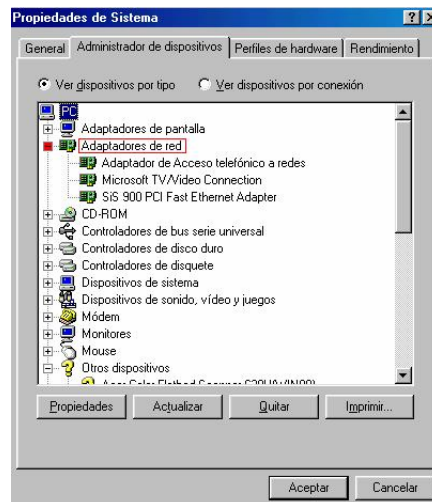 Propiedades de Sistema
General Administrador de dispositivos Perfiles de hardware Rendimiento
Ver dispositivos por tipo Ver dispositivos por conexión
PC
Adaptadores de pantalla
Adaptadores de red
Adaptador de Acceso telefónico a redes
Microsoft TV/Video Connection
SiS 900 PCI Fast Ethernet Adapter
CD-ROM
Controladores de bus serie universal
Controladores de disco duro
Controladores de disquete
Dispositivos de sistema
Dispositivos de sonido, vídeo y juegos
Módem
Monitores
Mouse
Otros dispositivos
Propiedades Actualizar Quitar Imprimir...
Aceptar Cancelar